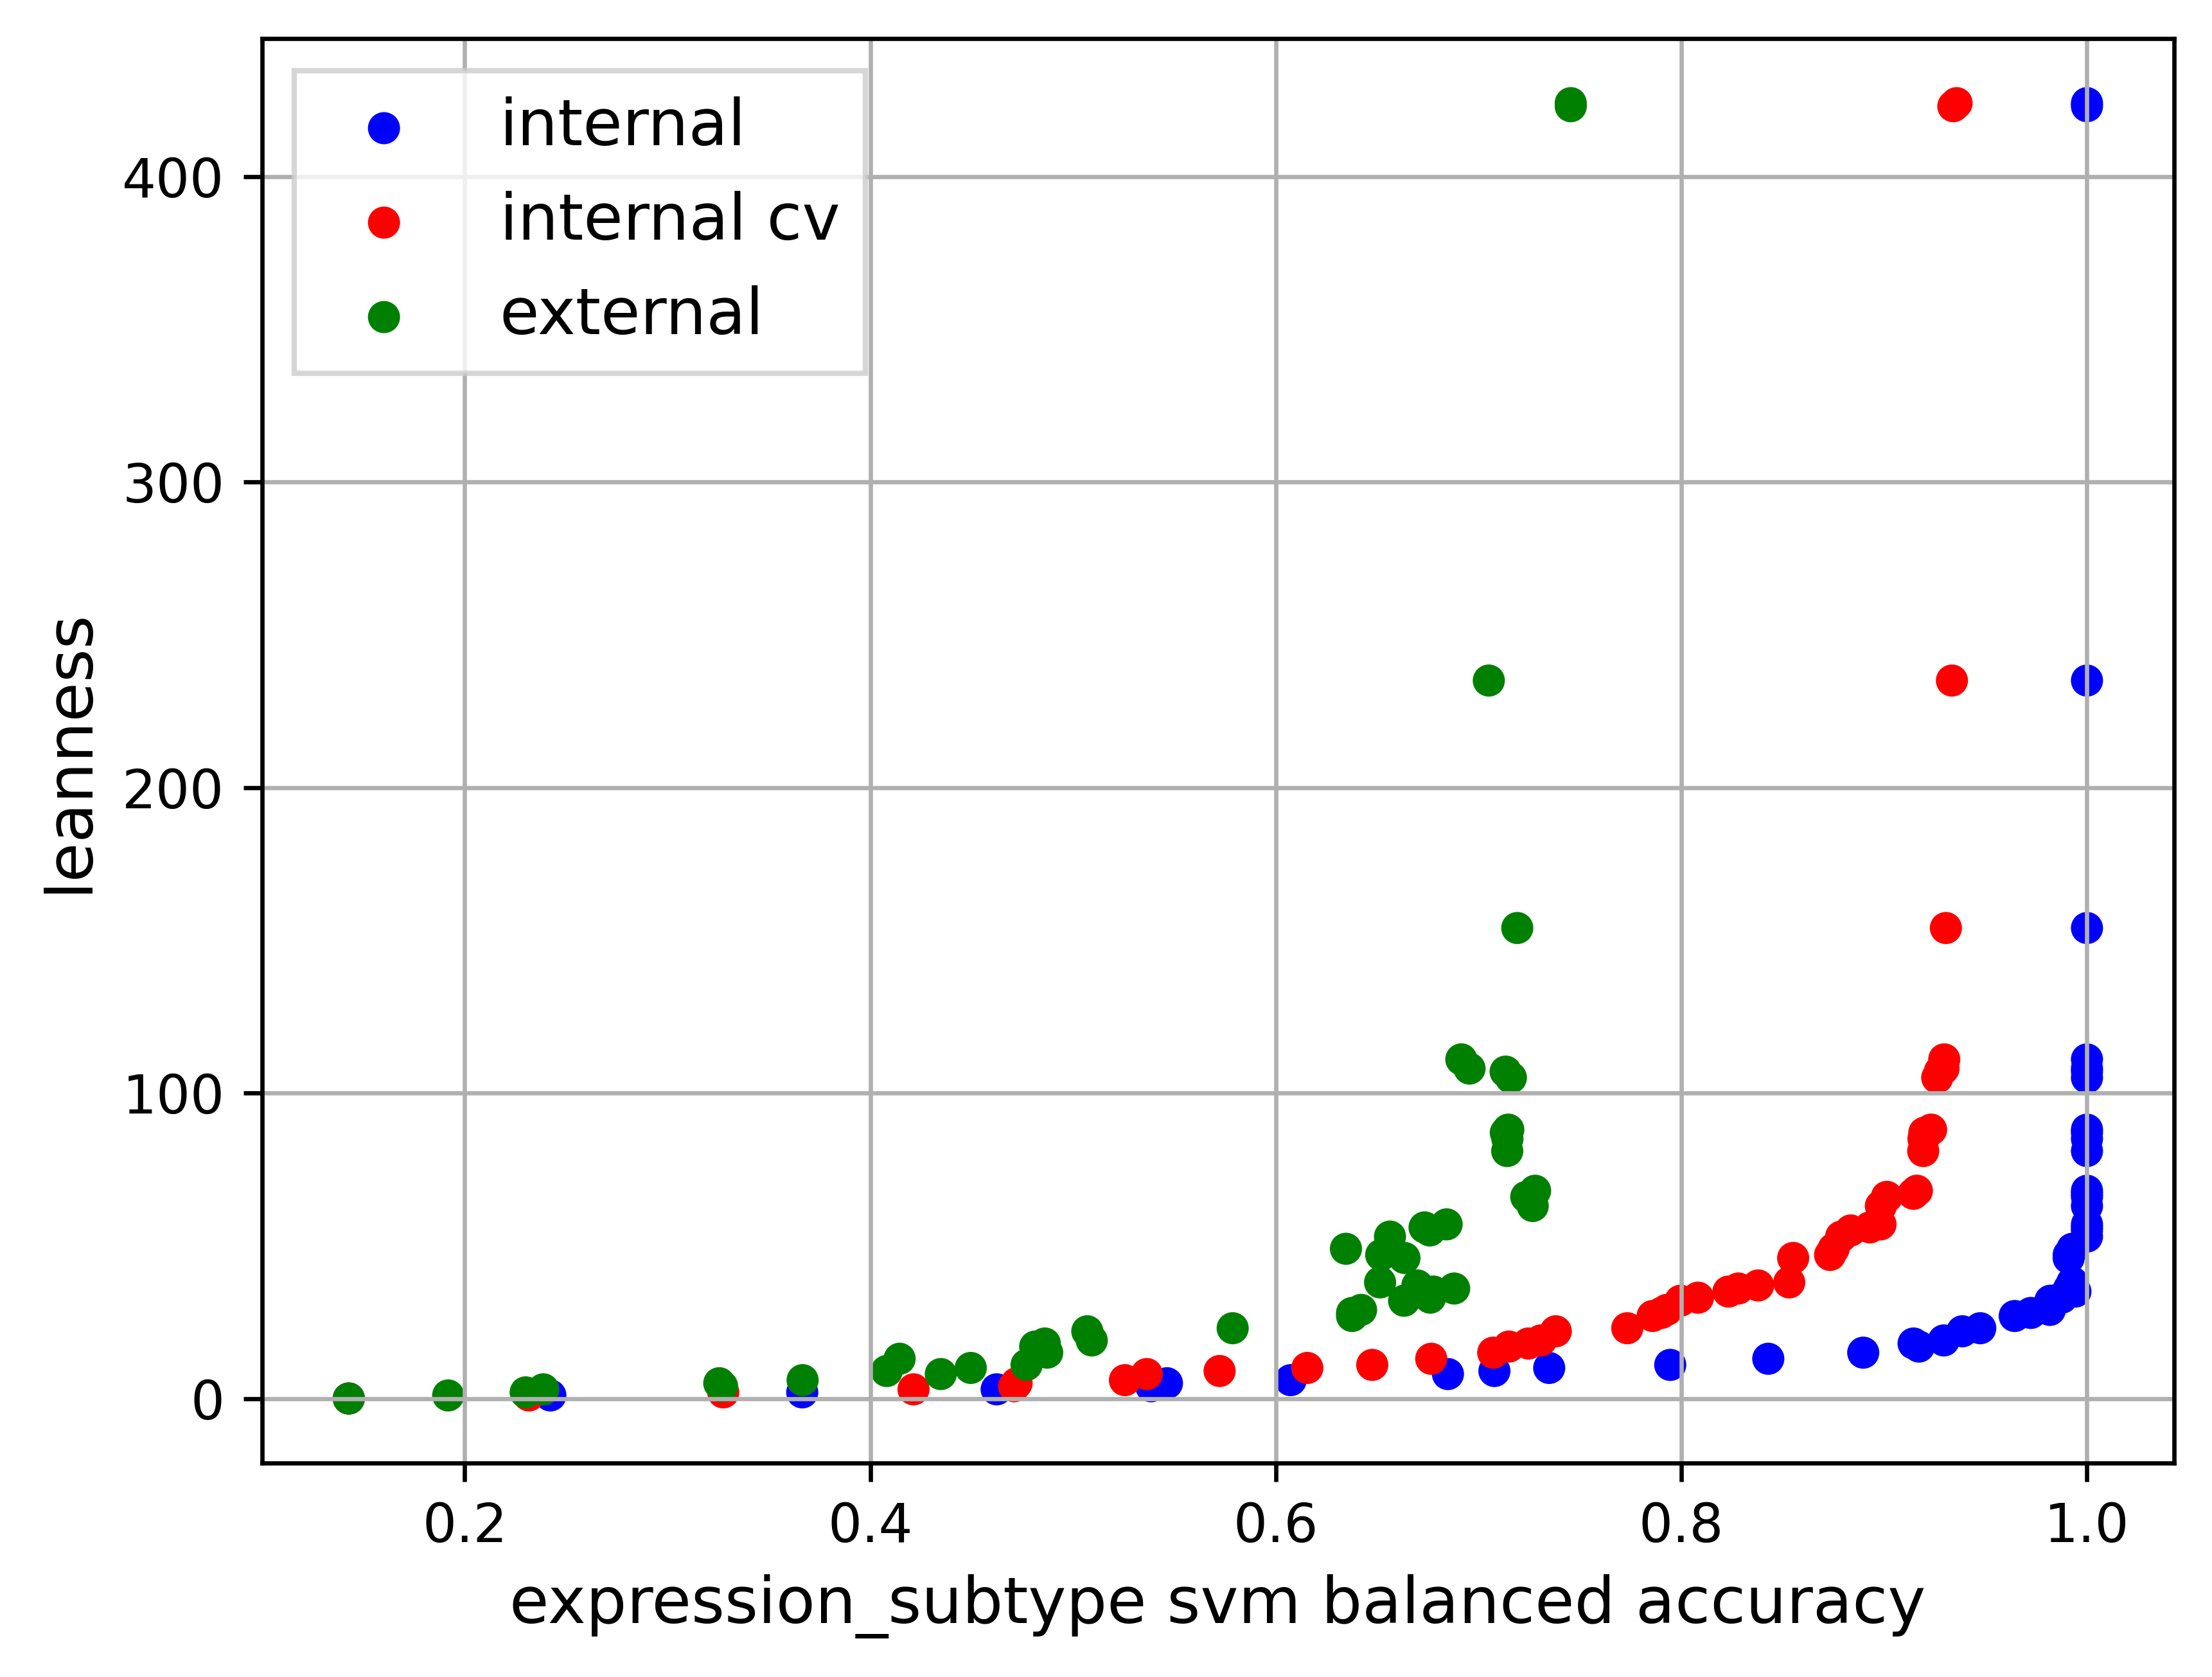 internal
internal cv
external
400
300
200
100
0
leanness
0.2 0.4 0.6 0.8 1.0
expression_subtype svm balanced accuracy